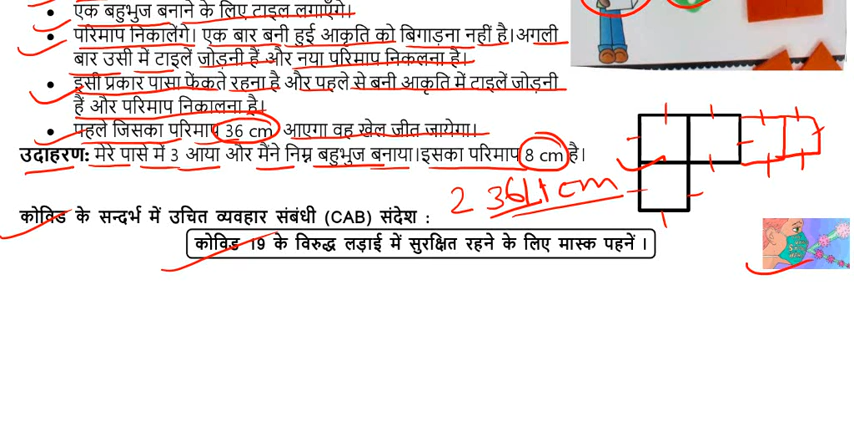 एक बहुभुज बनाने के लिए टाइल लगाएँगे।
परिमाप निकालेंगे। एक बार बनी हुई आकृति को बिगाड़ना नहीं है।अगली
बार उसी में टाइलें जोड़नी हैं और नया परिमाप निकलना है।
इसी प्रकार पासा फेंकते रहना है और पहले से बनी आकृति में टाइलें जोड़नी
हैं और परिमाप निकालना है।
पहले जिसका परिमाप 36 cm आएगा वह खेल जीत जायेगा।
उदाहरण: मेरे पासे में 3 आया और मैंने निम्न बहुभुज बनाया।इसका परिमाप 8 cm है।
cm
कोविड के सन्दर्भ में उचित व्यवहार संबंधी (CAB) संदेश :
कोविड 19 के विरुद्ध लड़ाई में सुरक्षित रहने के लिए मास्क पहनें ।